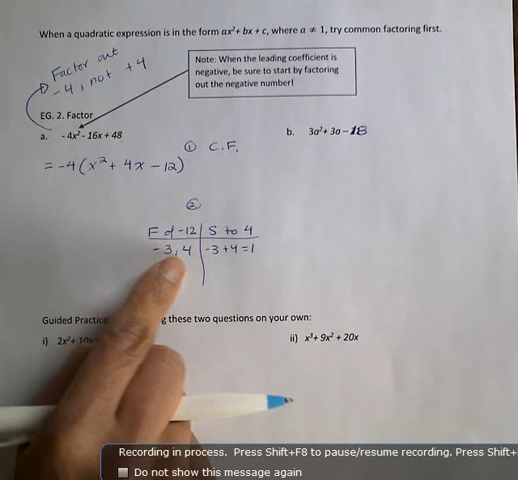 When a quadratic expression is in the form ax²+ bx + c, where a ≠ 1, try common factoring first.
Factor out
-4, not +4
Note: When the leading coefficient is
negative, be sure to start by factoring
out the negative number!
EG. 2. Factor
a. - 4x² - 16x + 48
b. 3a²+ 3a – 18
① C.F.
= -4(x² + 4x - 12)
②
F of -12 | S to 4
-3, 4 | -3+4=1
Guided Practice these two questions on your own:
i) 2x²+
ii) x³+ 9x² + 20x
Recording in process. Press Shift+F8 to pause/resume recording. Press Shift+
Do not show this message again